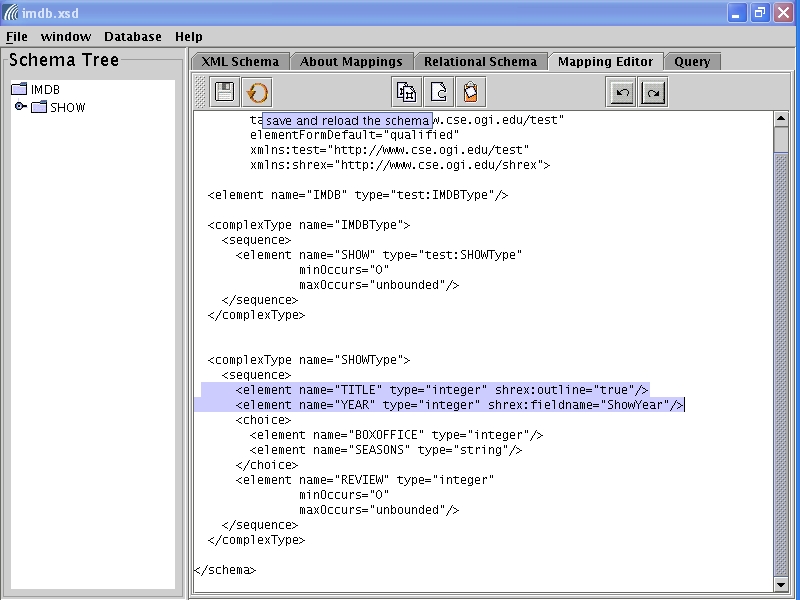 imdb.xsd
File window Database Help
Schema Tree
IMDB
SHOW
XML Schema About Mappings Relational Schema Mapping Editor Query
save and reload the schema
ta w.cse.ogi.edu/test"
elementFormDefault="qualified"
xmlns:test="http://www.cse.ogi.edu/test"
xmlns:shrex="http://www.cse.ogi.edu/shrex">
<element name="IMDB" type="test:IMDBType"/>
<complexType name="IMDBType">
<sequence>
<element name="SHOW" type="test:SHOWType"
minOccurs="0"
maxOccurs="unbounded"/>
</sequence>
</complexType>
<complexType name="SHOWType">
<sequence>
<element name="TITLE" type="integer" shrex:outline="true"/>
<element name="YEAR" type="integer" shrex:fieldname="ShowYear"/>
<choice>
<element name="BOXOFFICE" type="integer"/>
<element name="SEASONS" type="string"/>
</choice>
<element name="REVIEW" type="integer"
minOccurs="0"
maxOccurs="unbounded"/>
</sequence>
</complexType>
</schema>